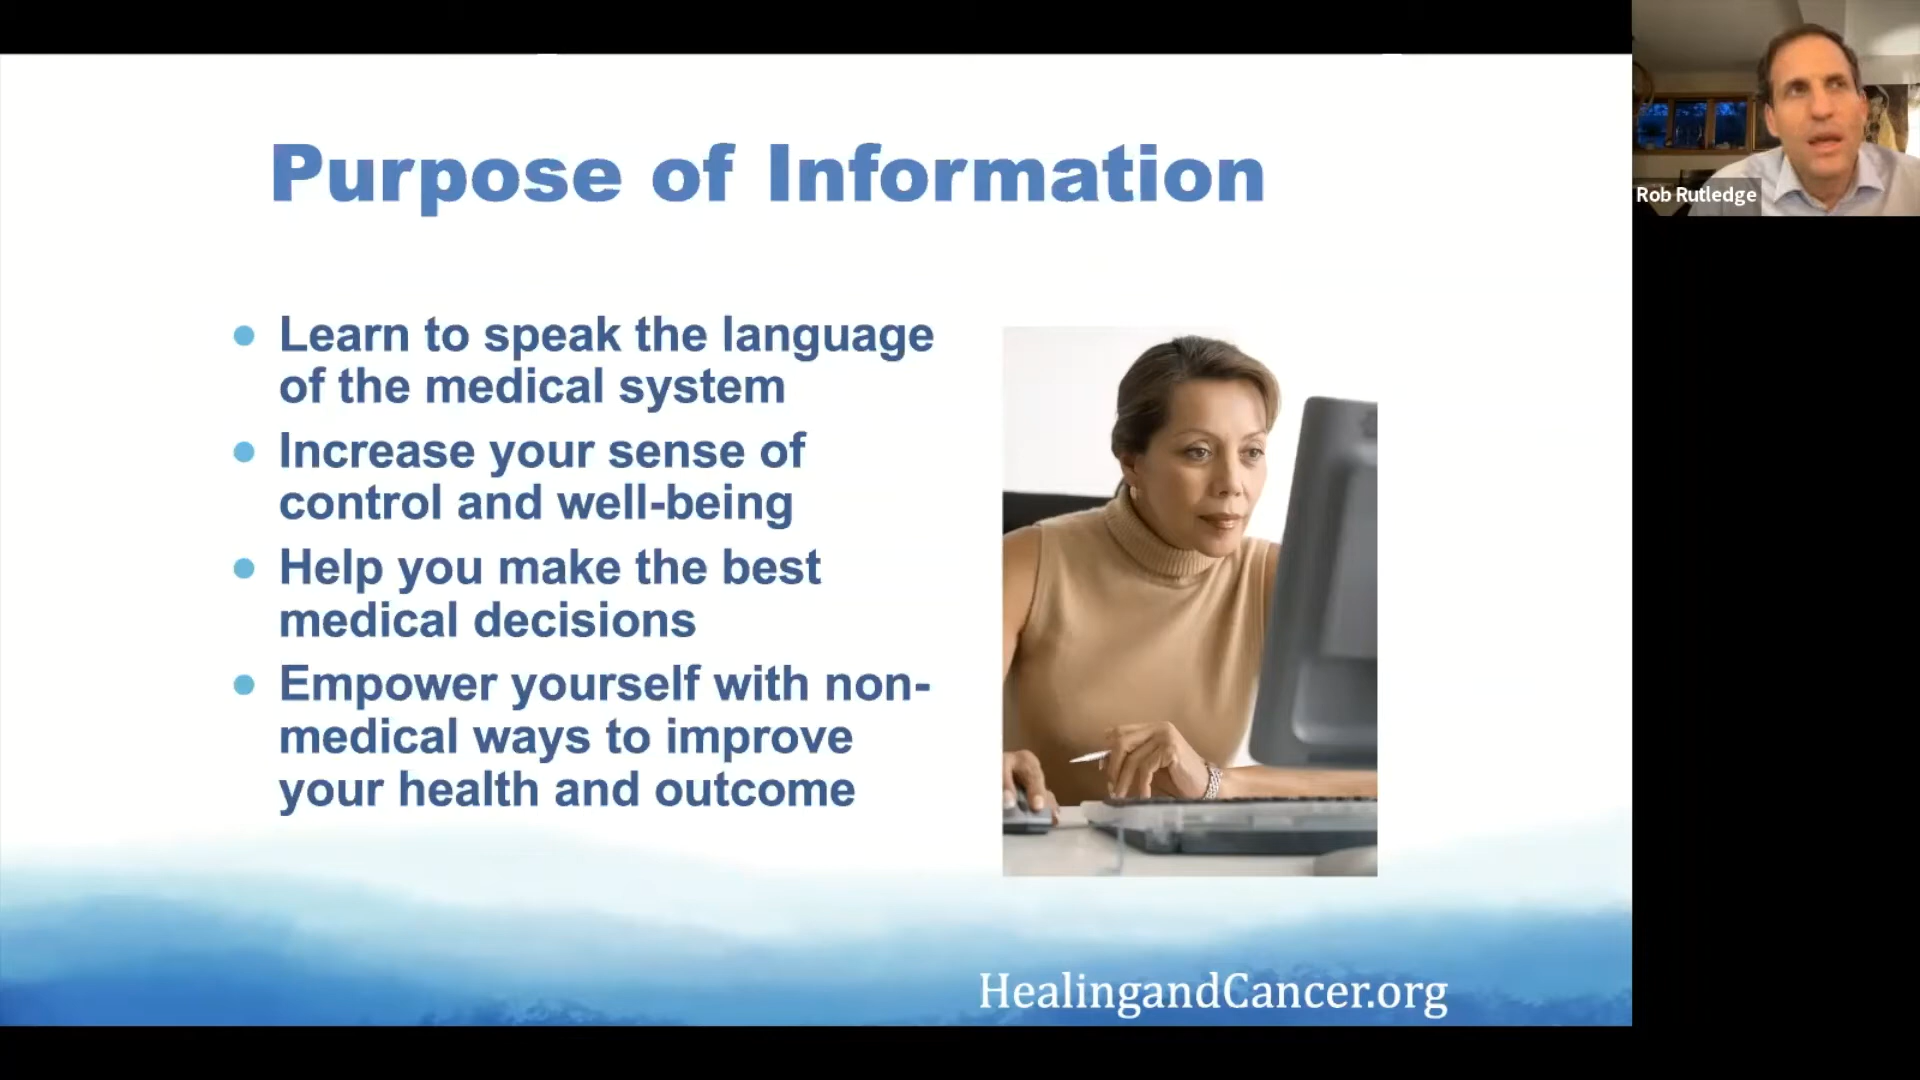 Purpose of Information
Learn to speak the language
of the medical system
Increase your sense of
control and well-being
Help you make the best
medical decisions
Empower yourself with non-
medical ways to improve
your health and outcome
HealingandCancer.org
Rob Rutledge